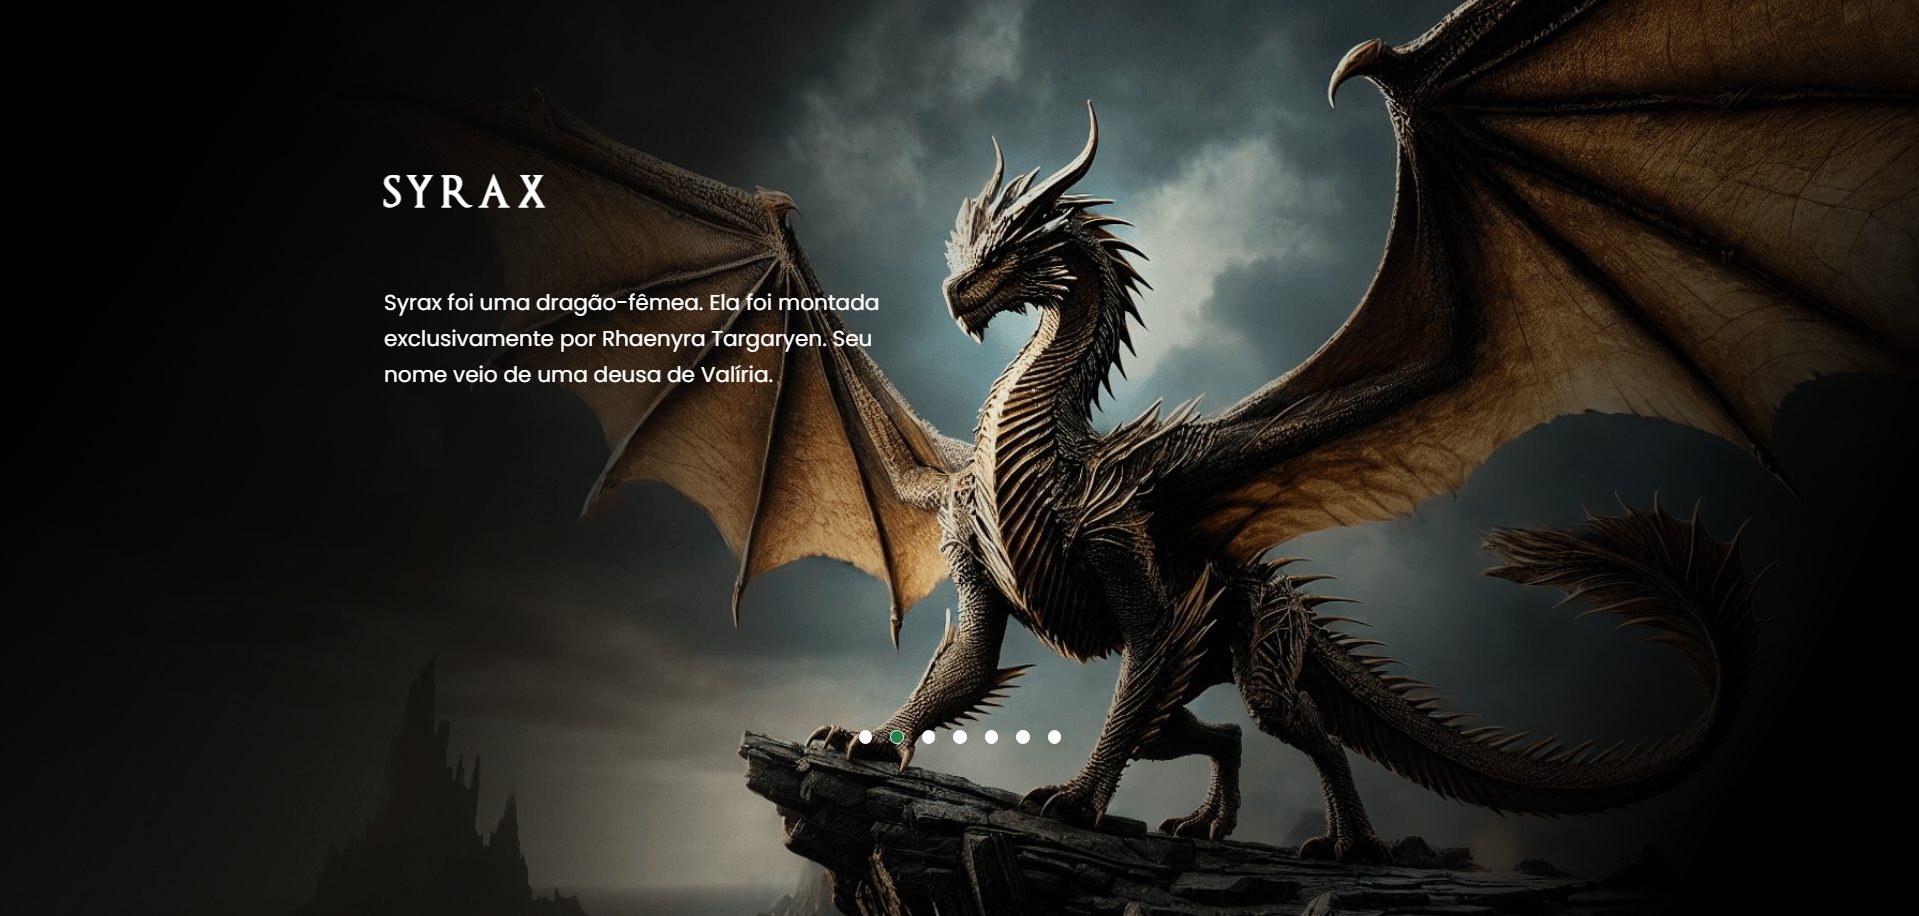 SYRAX
Syrax foi uma dragão-fêmea. Ela foi montada
exclusivamente por Rhaenyra Targaryen. Seu
nome veio de uma deusa de Valíria.